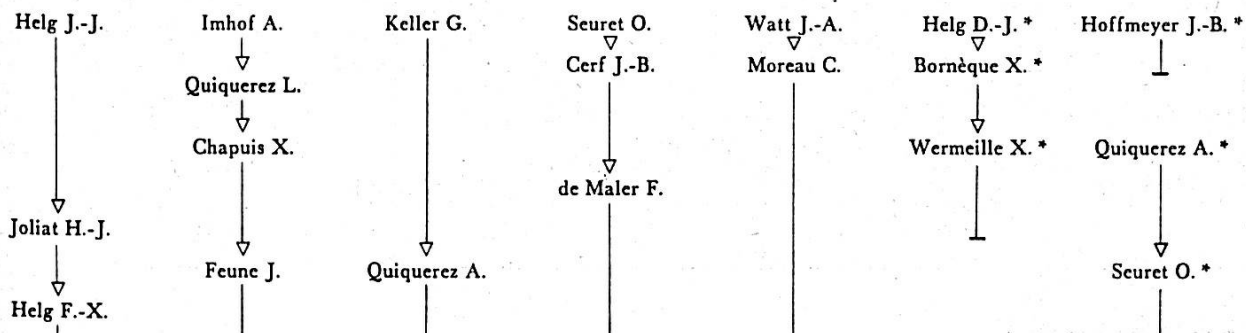 Helg J.-J. Imhof A. Keller G. Seuret O. Watt J.-A. Helg D.-J. * Hoffmeyer J.-B. *
Cerf J.-B. Moreau C. Bornèque X. *
Quiquerez L.
Chapuis X. Wermeille X. * Quiquerez A. *
de Maler F.
Joliat H.-J.
Feune J. Quiquerez A. Seuret O. *
Helg F.-X.